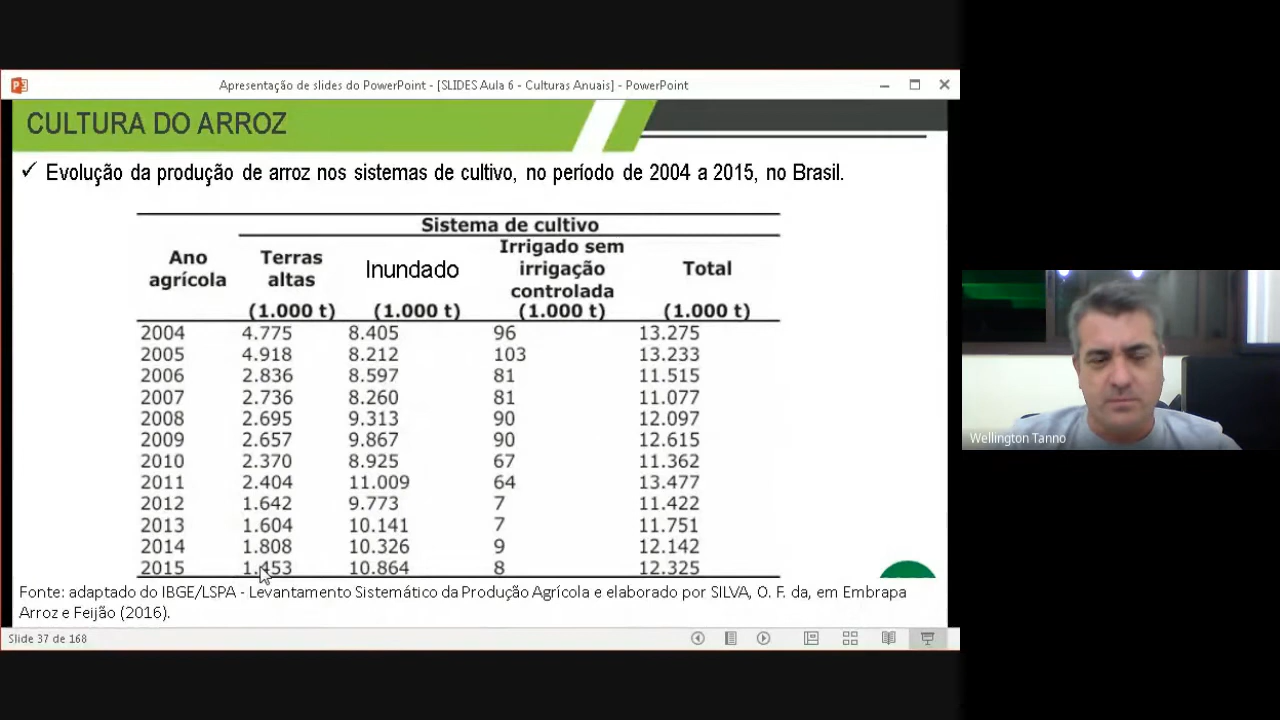 Apresentação de slides do PowerPoint - [SLIDES Aula 6 - Culturas Anuais] - PowerPoint
CULTURA DO ARROZ
✓ Evolução da produção de arroz nos sistemas de cultivo, no período de 2004 a 2015, no Brasil.
Sistema de cultivo
Ano agrícola Terras altas Inundado Irrigado sem irrigação controlada Total
(1.000 t) (1.000 t) (1.000 t) (1.000 t)
2004 4.775 8.405 96 13.275
2005 4.918 8.212 103 13.233
2006 2.836 8.597 81 11.515
2007 2.736 8.260 81 11.077
2008 2.695 9.313 90 12.097
2009 2.657 9.867 90 12.615
2010 2.370 8.925 67 11.362
2011 2.404 11.009 64 13.477
2012 1.642 9.773 7 11.422
2013 1.604 10.141 7 11.751
2014 1.808 10.326 9 12.142
2015 1.453 10.864 8 12.325
Fonte: adaptado do IBGE/LSPA - Levantamento Sistemático da Produção Agrícola e elaborado por SILVA, O. F. da, em Embrapa
Arroz e Feijão (2016).
Slide 37 de 168
Wellington Tanno